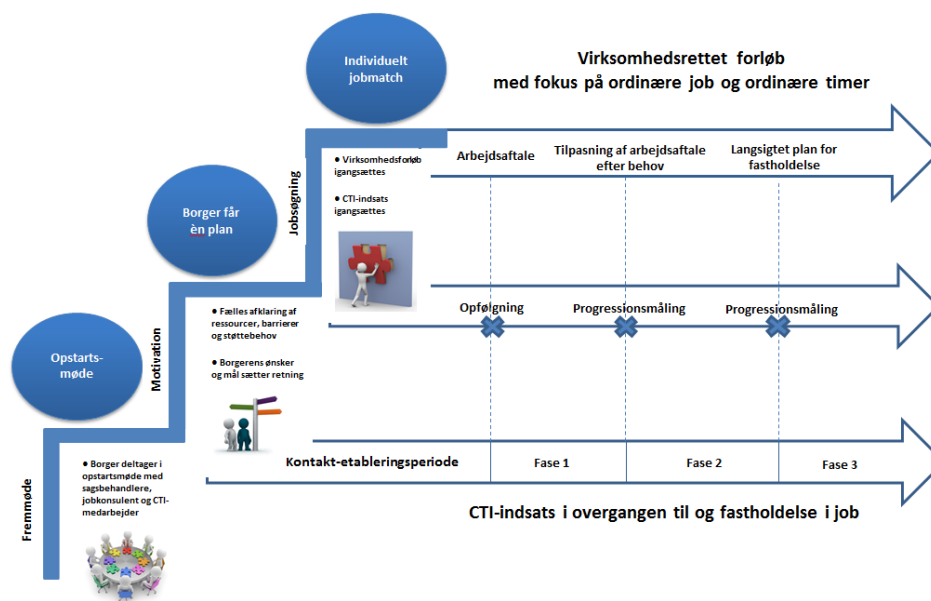 Individuelt
jobmatch
Virksomhedsrettet forløb
med fokus på ordinære job og ordinære timer
Jobsøgning
● Virksomhedsforløb
igangsættes
● CTI-indsats
igangsættes
Arbejdsaftale
Tilpasning af arbejdsaftale
efter behov
Langsigtet plan for
fastholdelse
Borger får
èn plan
Motivation
● Fælles afklaring af
ressourcer, barrierer
og støttebehov
● Borgerens ønsker
og mål sætter retning
Opfølgning
Progressionsmåling
Progressionsmåling
Opstarts-
møde
Fremmøde
● Borger deltager i
opstartsmøde med
sagsbehandlere,
jobkonsulent og CTI-
medarbejder
Kontakt-etableringsperiode
Fase 1
Fase 2
Fase 3
CTI-indsats i overgangen til og fastholdelse i job